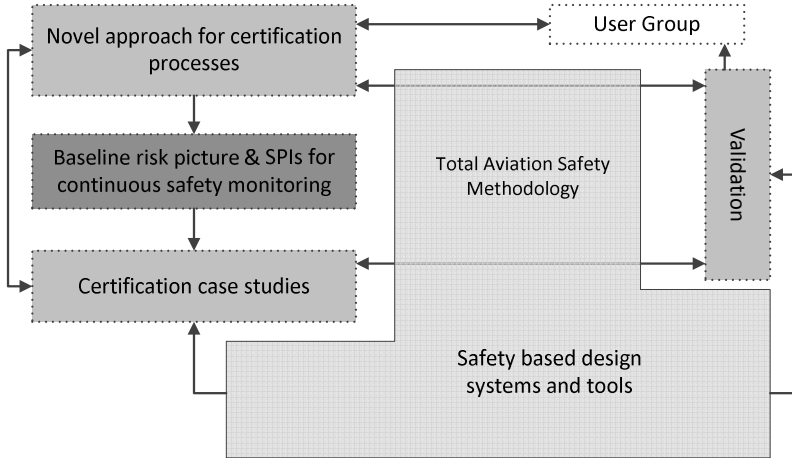 Novel approach for certification
processes
User Group
Baseline risk picture & SPIs for
continuous safety monitoring
Total Aviation Safety
Methodology
Validation
Certification case studies
Safety based design
systems and tools